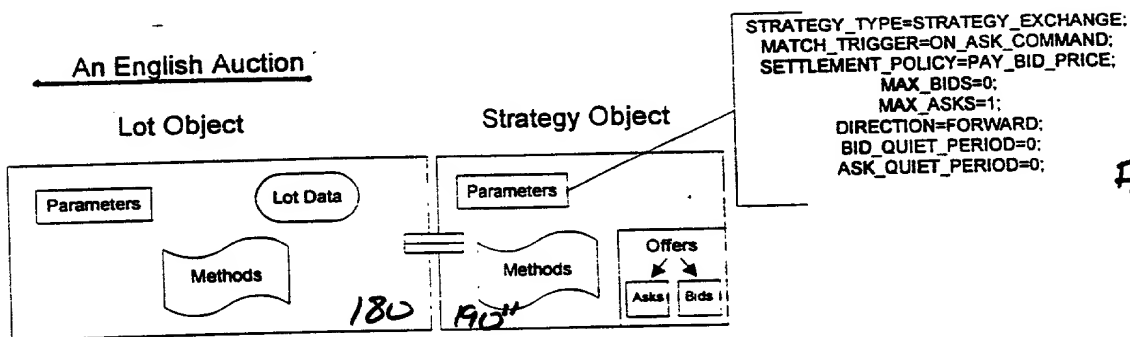 An English Auction
Lot Object
Strategy Object
STRATEGY_TYPE=STRATEGY_EXCHANGE;
MATCH_TRIGGER=ON_ASK_COMMAND;
SETTLEMENT_POLICY=PAY_BID_PRICE;
MAX_BIDS=0;
MAX_ASKS=1;
DIRECTION=FORWARD;
BID_QUIET_PERIOD=0;
ASK_QUIET_PERIOD=0;
Parameters
Lot Data
Methods
180
Parameters
Methods
Offers
Asks
Bids
190"